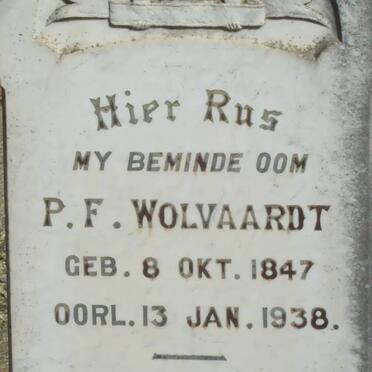 Hier Rus
MY BEMINDE OOM
P. F. WOLVAARDT
GEB. 8 OKT. 1847
OORL. 13 JAN. 1938.